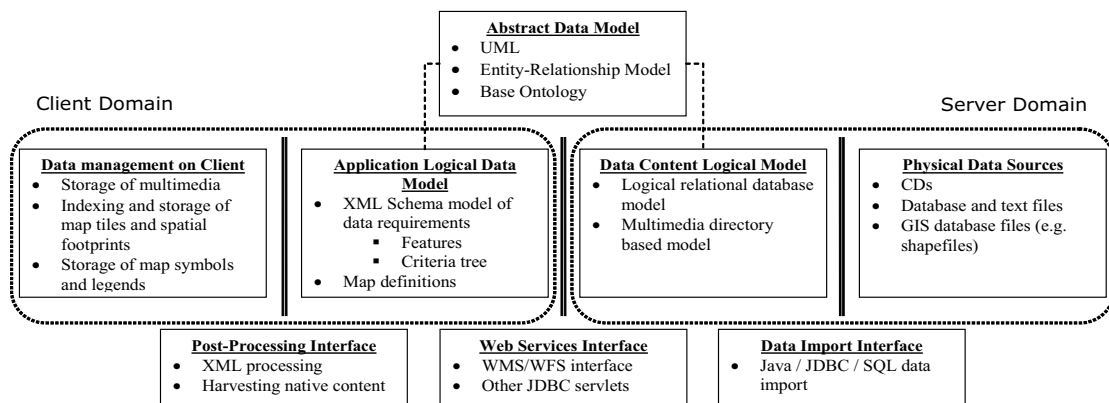 Abstract Data Model
• UML
• Entity-Relationship Model
• Base Ontology
Client Domain
Server Domain
Data management on Client
• Storage of multimedia
• Indexing and storage of
map tiles and spatial
footprints
• Storage of map symbols
and legends
Application Logical Data
Model
• XML Schema model of
data requirements
▪ Features
▪ Criteria tree
• Map definitions
Data Content Logical Model
• Logical relational database
model
• Multimedia directory
based model
Physical Data Sources
• CDs
• Database and text files
• GIS database files (e.g.
shapefiles)
Post-Processing Interface
• XML processing
• Harvesting native content
Web Services Interface
• WMS/WFS interface
• Other JDBC servlets
Data Import Interface
• Java / JDBC / SQL data
import